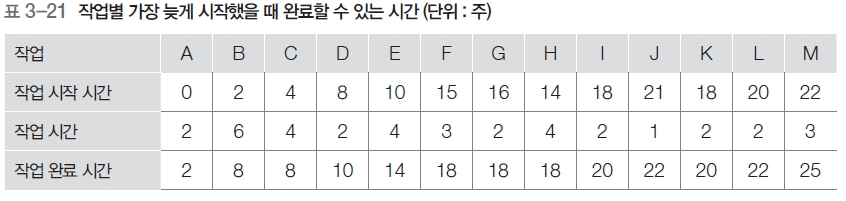 표 3–21 작업별 가장 늦게 시작했을 때 완료할 수 있는 시간 (단위 : 주)
작업 A B C D E F G H I J K L M
작업 시작 시간 0 2 4 8 10 15 16 14 18 21 18 20 22
작업 시간 2 6 4 2 4 3 2 4 2 1 2 2 3
작업 완료 시간 2 8 8 10 14 18 18 18 20 22 20 22 25